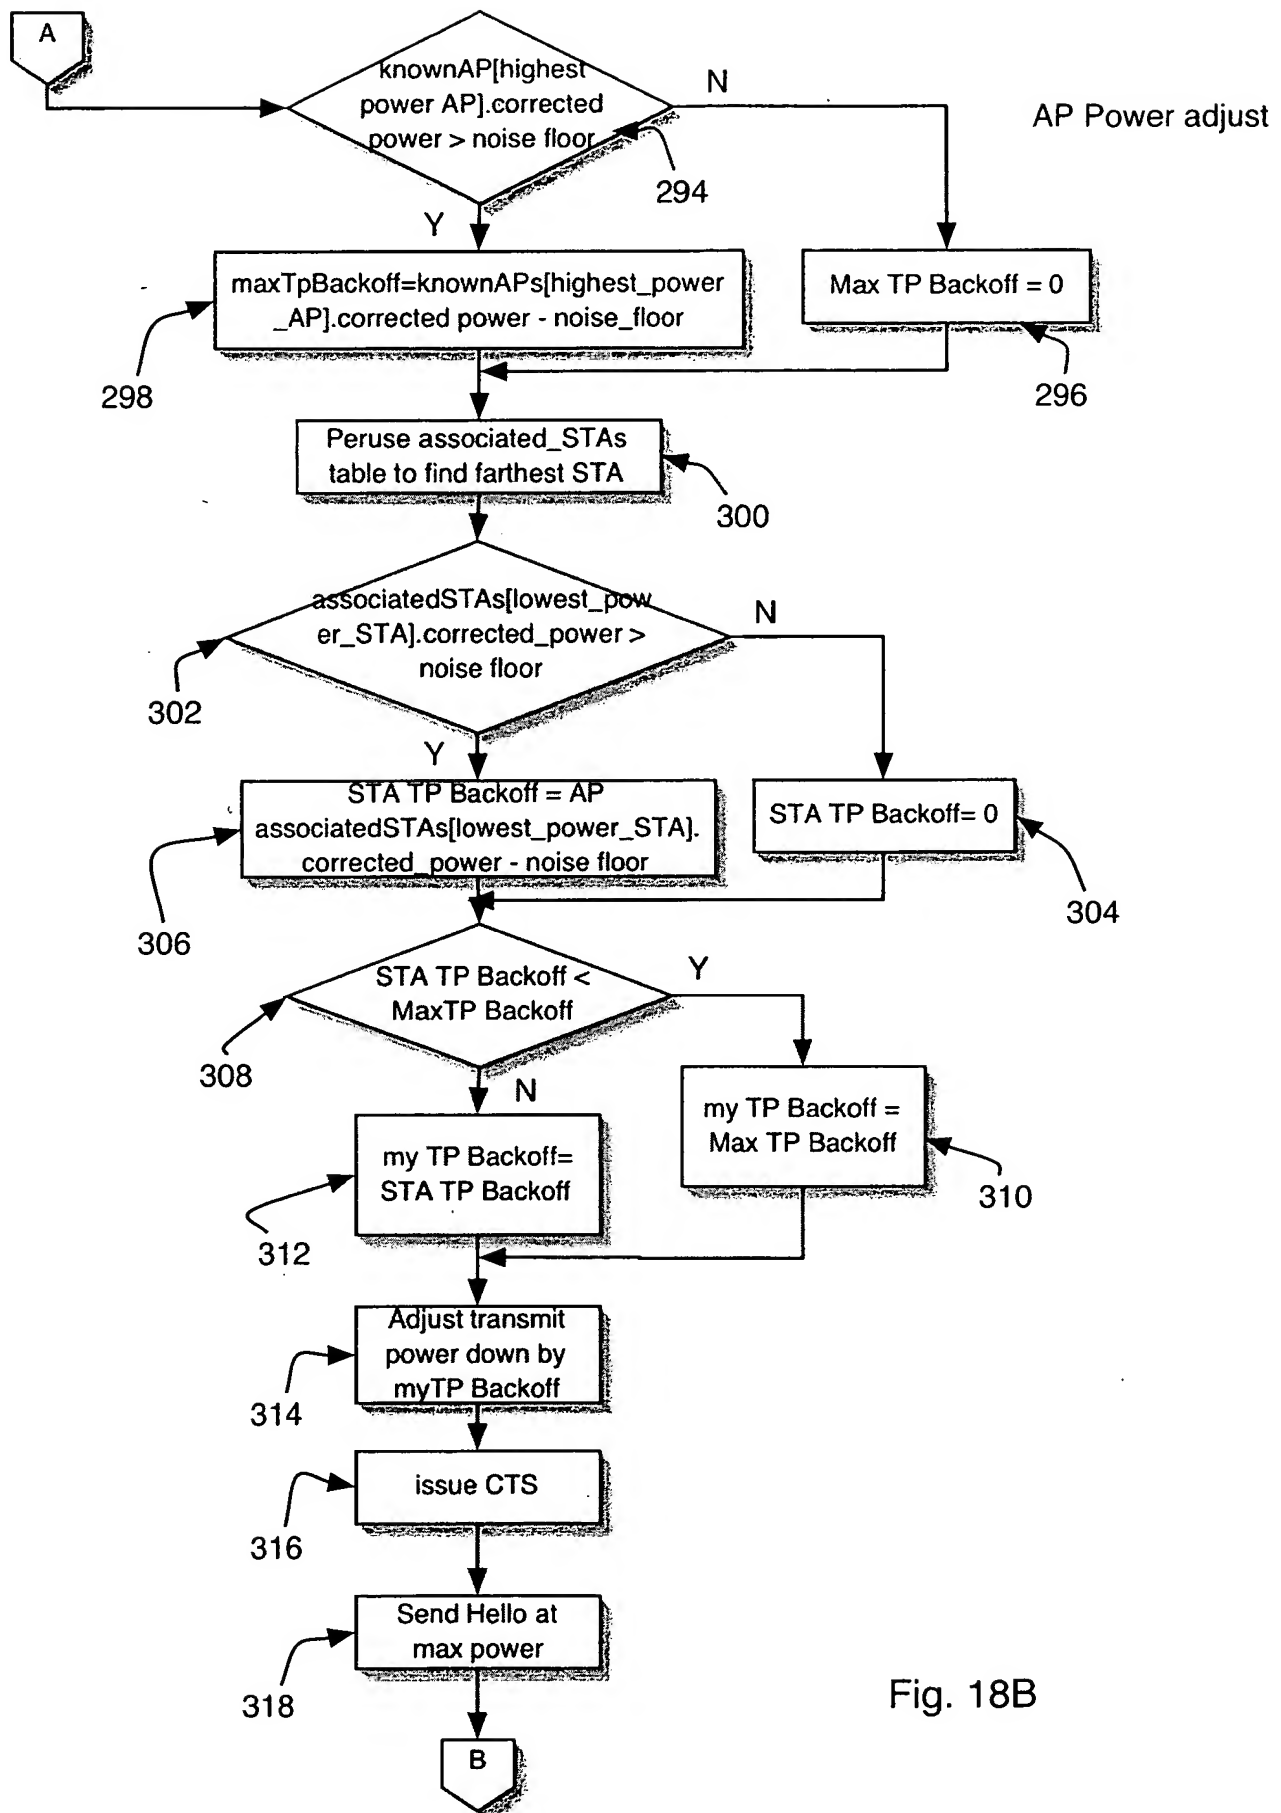 A
knownAP[highest
power AP].corrected
power > noise floor
N
AP Power adjust
294
Y
maxTpBackoff=knownAPs[highest_power
_AP].corrected power - noise_floor
Max TP Backoff = 0
298
296
Peruse associated_STAs
table to find farthest STA
300
associatedSTAs[lowest_pow
er_STA].corrected_power >
noise floor
N
302
Y
STA TP Backoff = AP
associatedSTAs[lowest_power_STA].
corrected_power - noise floor
STA TP Backoff= 0
306
304
STA TP Backoff <
MaxTP Backoff
Y
308
N
my TP Backoff =
Max TP Backoff
my TP Backoff=
STA TP Backoff
310
312
Adjust transmit
power down by
myTP Backoff
314
issue CTS
316
Send Hello at
max power
318
Fig. 18B
B